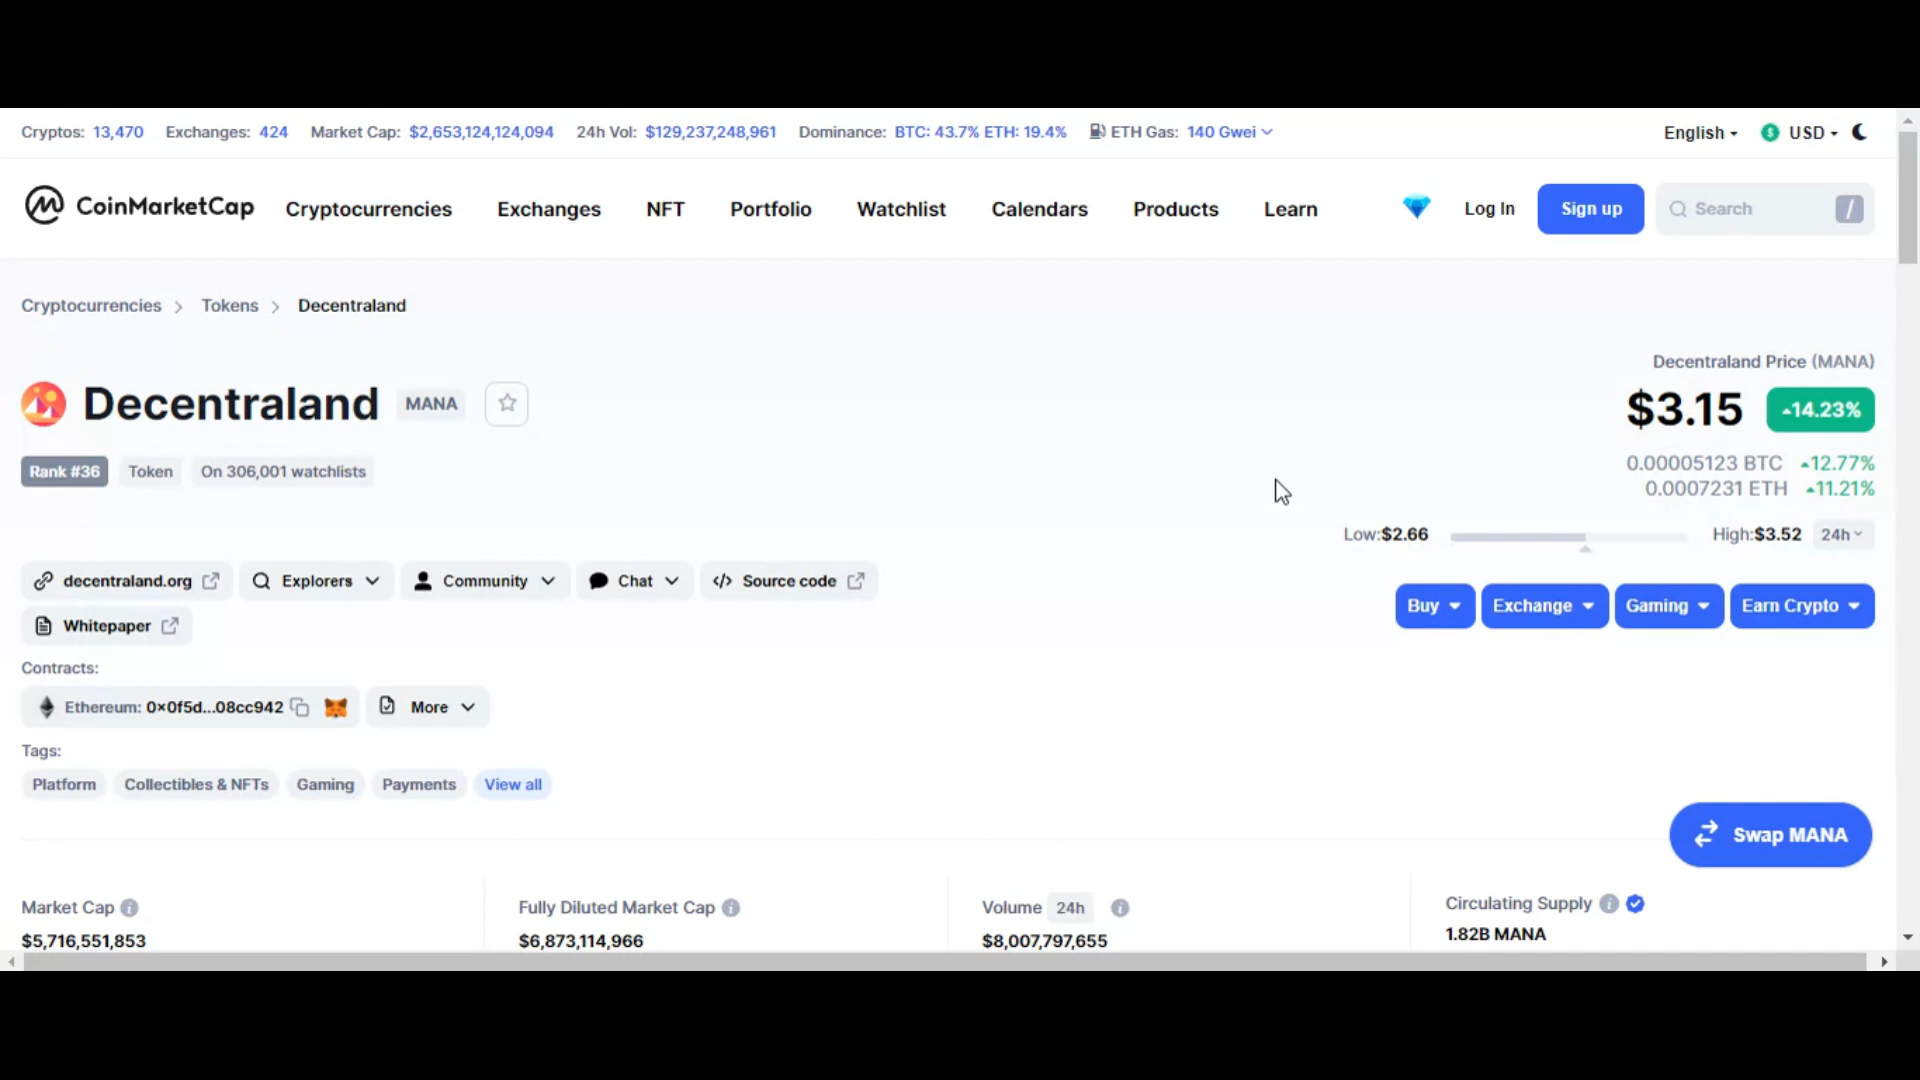 Cryptos: 13,470 Exchanges: 424 Market Cap: $2,653,124,124,094 24h Vol: $129,237,248,961 Dominance: BTC: 43.7% ETH: 19.4% ETH Gas: 140 Gwei English USD
CoinMarketCap Cryptocurrencies Exchanges NFT Portfolio Watchlist Calendars Products Learn Log In Sign up Search /
Cryptocurrencies > Tokens > Decentraland
Decentraland Price (MANA)
Decentraland MANA $3.15 14.23%
Rank #36 Token On 306,001 watchlists 0.00005123 BTC 12.77%
0.0007231 ETH 11.21%
Low:$2.66 High:$3.52 24h
decentraland.org Explorers Community Chat </> Source code
Buy Exchange Gaming Earn Crypto
Whitepaper
Contracts:
Ethereum: 0x0f5d...08cc942 More
Tags:
Platform Collectibles & NFTs Gaming Payments View all
Swap MANA
Market Cap Fully Diluted Market Cap Volume 24h Circulating Supply
$5,716,551,853 $6,873,114,966 $8,007,797,655 1.82B MANA